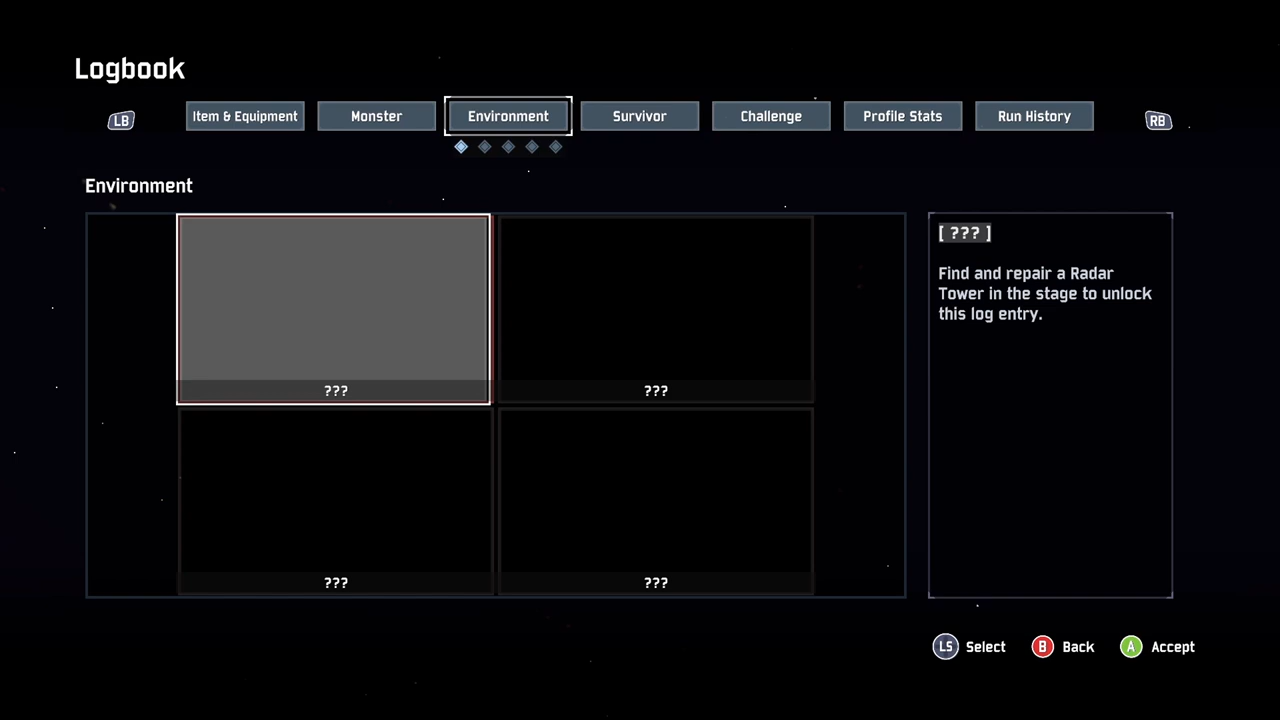 Logbook
LB
Item & Equipment
Monster
Environment
Survivor
Challenge
Profile Stats
Run History
RB
Environment
???
???
???
???
[ ??? ]
Find and repair a Radar
Tower in the stage to unlock
this log entry.
LS Select
B Back
A Accept